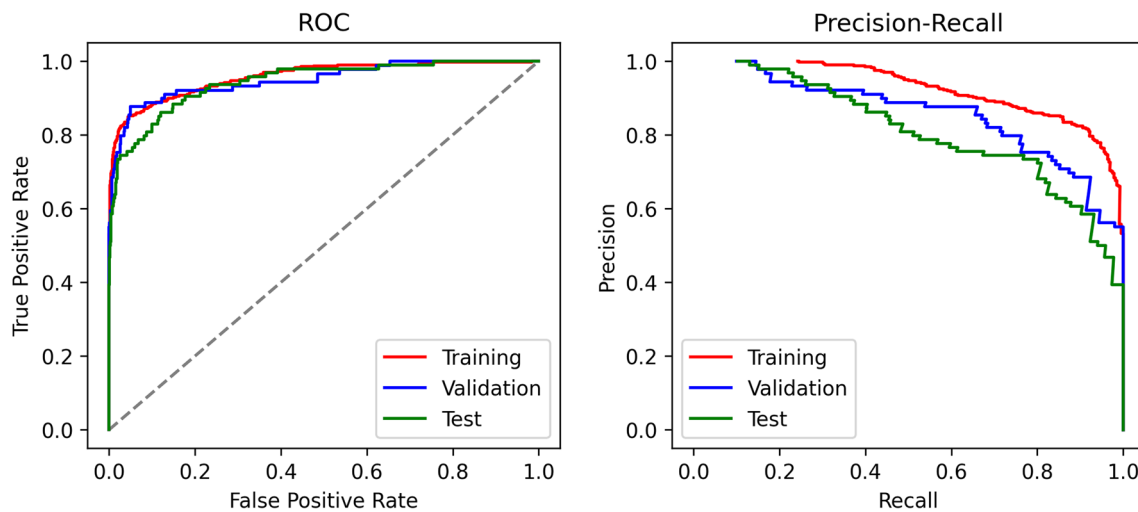 ROC
True Positive Rate
1.0
0.8
0.6
0.4
0.2
0.0
Training
Validation
Test
0.0 0.2 0.4 0.6 0.8 1.0
False Positive Rate
Precision-Recall
Precision
1.0
0.8
0.6
0.4
0.2
0.0
Training
Validation
Test
0.0 0.2 0.4 0.6 0.8 1.0
Recall